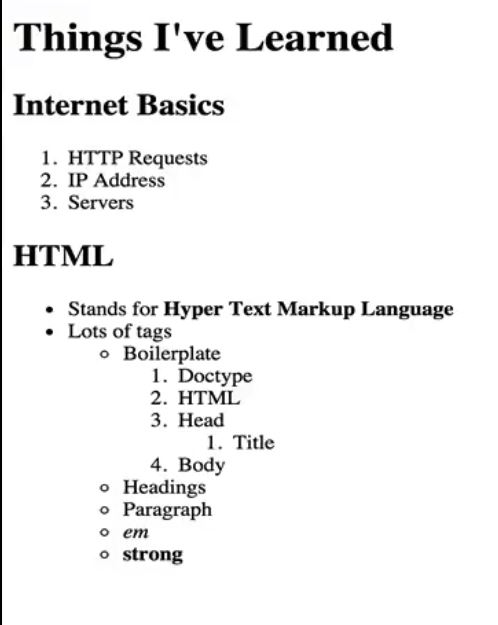 Things I've Learned
Internet Basics
1. HTTP Requests
2. IP Address
3. Servers
HTML
• Stands for Hyper Text Markup Language
• Lots of tags
◦ Boilerplate
1. Doctype
2. HTML
3. Head
1. Title
4. Body
◦ Headings
◦ Paragraph
◦ em
◦ strong